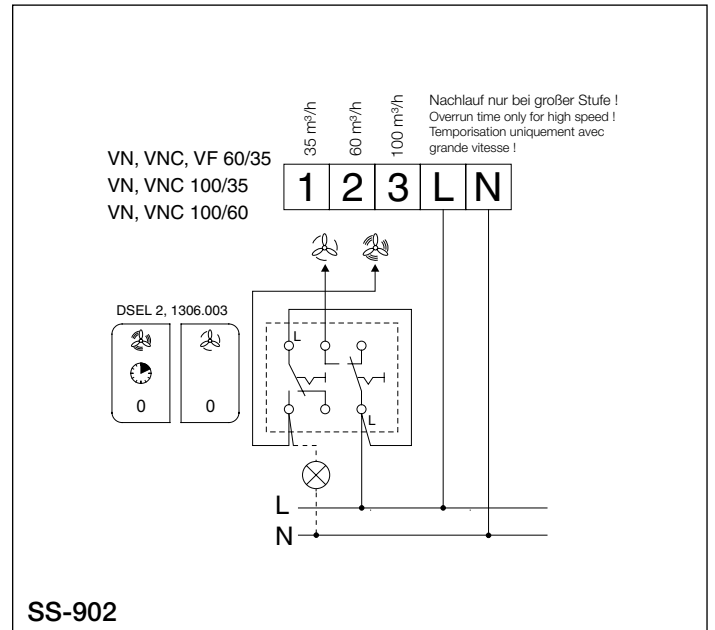 35 m³/h
60 m³/h
100 m³/h
Nachlauf nur bei großer Stufe !
Overrun time only for high speed !
Temporisation uniquement avec
grande vitesse !
VN, VNC, VF 60/35
VN, VNC 100/35
VN, VNC 100/60
1 2 3 L N
DSEL 2, 1306.003
0 0
L
L
L
N
SS-902